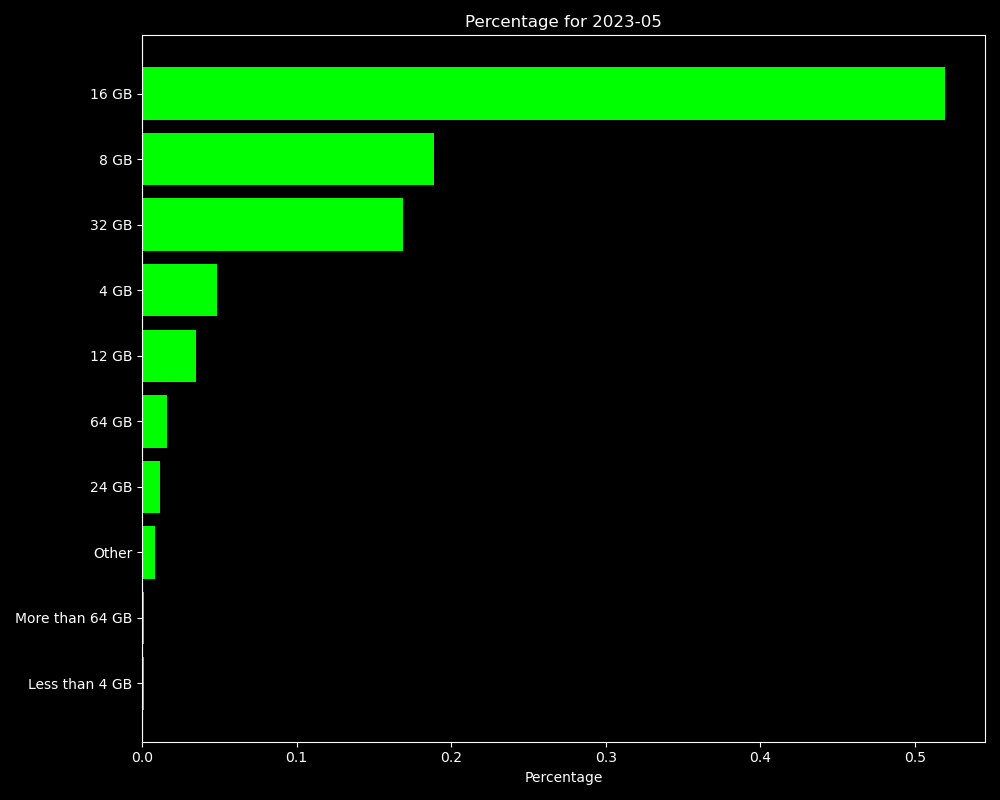 Percentage for 2023-05
16 GB
8 GB
32 GB
4 GB
12 GB
64 GB
24 GB
Other
More than 64 GB
Less than 4 GB
0.0 0.1 0.2 0.3 0.4 0.5
Percentage